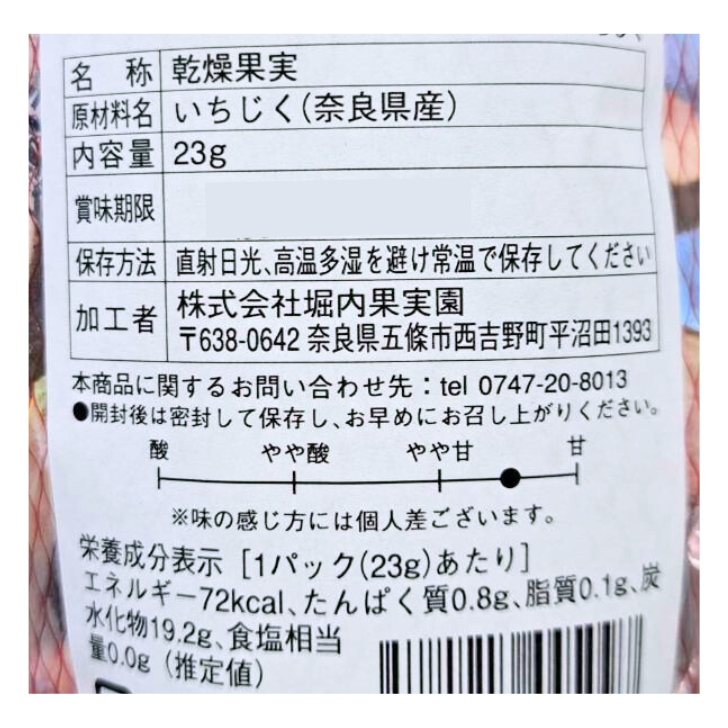 名 称 乾燥果実
原材料名 いちじく(奈良県産)
内容量 23g
賞味期限
保存方法 直射日光、高温多湿を避け常温で保存してください
加工者 株式会社堀内果実園
〒638-0642 奈良県五條市西吉野町平沼田1393
本商品に関するお問い合わせ先：tel 0747-20-8013
●開封後は密封して保存し、お早めにお召し上がりください。
酸 やや酸 やや甘 甘
※味の感じ方には個人差ございます。
栄養成分表示［1パック(23g)あたり］
エネルギー72kcal、たんぱく質0.8g、脂質0.1g、炭
水化物19.2g、食塩相当
量0.0g（推定値）